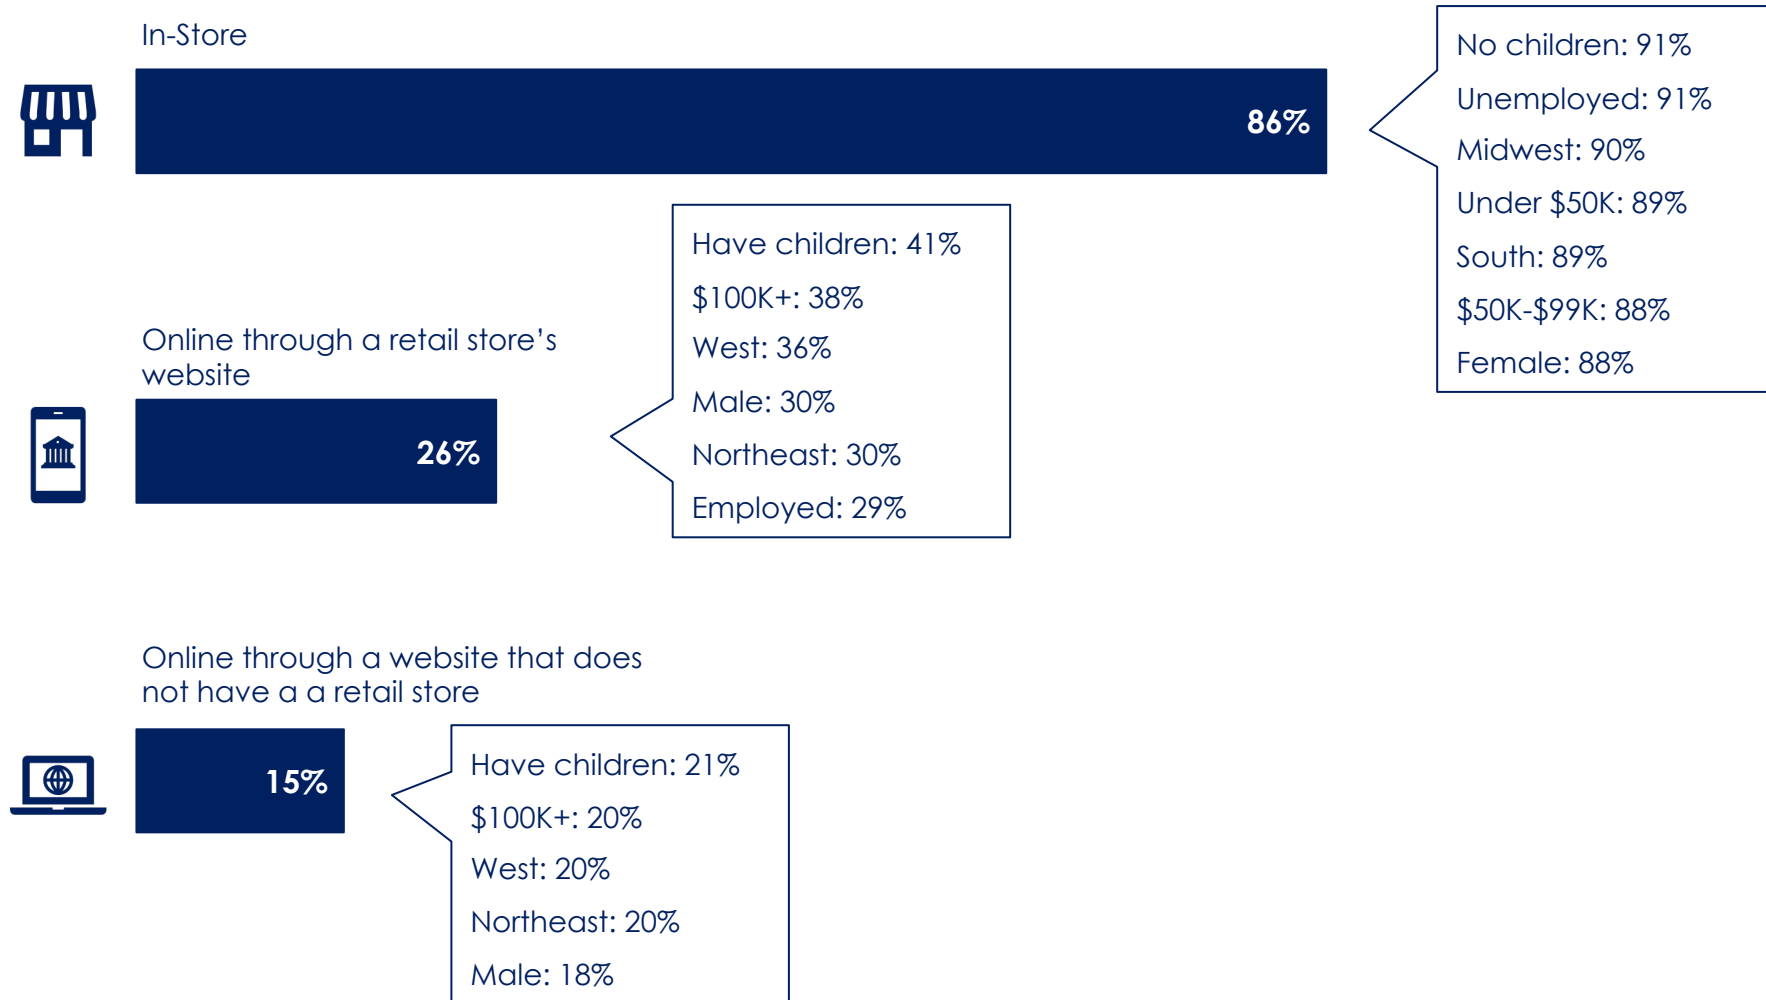 In-Store
86%
No children: 91%
Unemployed: 91%
Midwest: 90%
Under $50K: 89%
South: 89%
$50K-$99K: 88%
Female: 88%
Online through a retail store’s
website
26%
Have children: 41%
$100K+: 38%
West: 36%
Male: 30%
Northeast: 30%
Employed: 29%
Online through a website that does
not have a a retail store
15%
Have children: 21%
$100K+: 20%
West: 20%
Northeast: 20%
Male: 18%